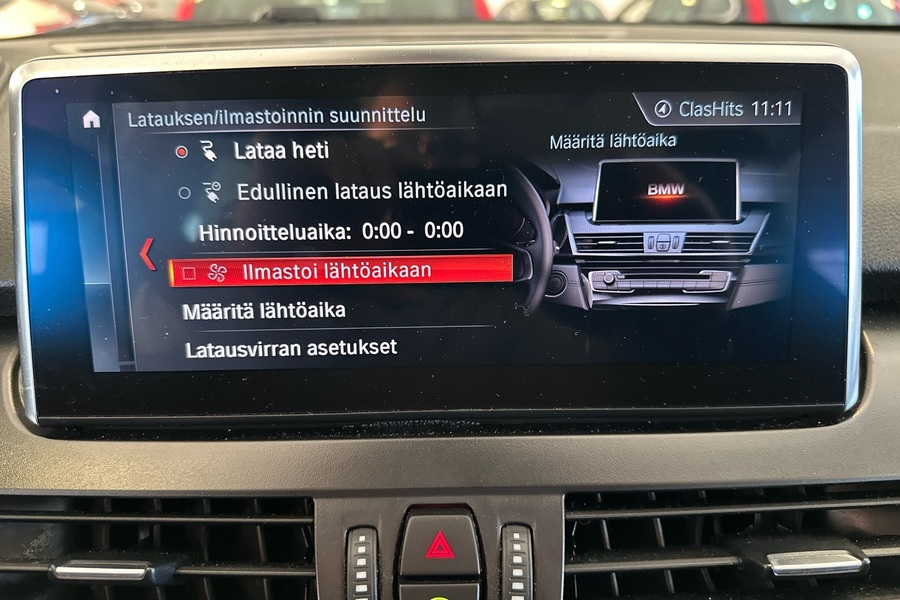 Latauksen/ilmastoinnin suunnittelu
ClasHits 11:11
Lataa heti
Edullinen lataus lähtöaikaan
Hinnoitteluaika: 0:00 - 0:00
Ilmastoi lähtöaikaan
Määritä lähtöaika
Latausvirran asetukset
Määritä lähtöaika
BMW